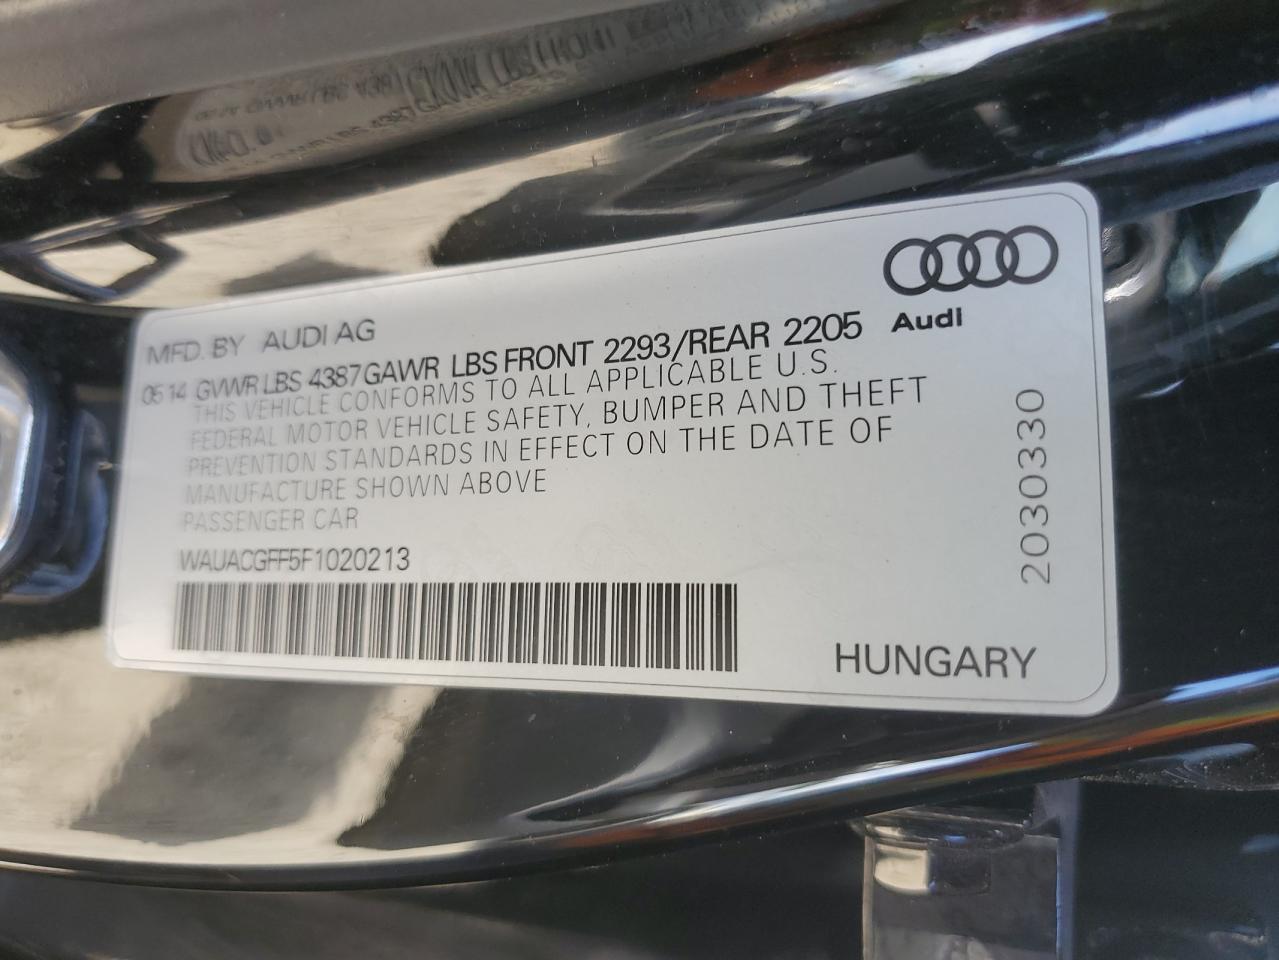 MFD. BY AUDI AG
05 14 GVWR LBS 4387 GAWR LBS FRONT 2293/REAR 2205
THIS VEHICLE CONFORMS TO ALL APPLICABLE U.S.
FEDERAL MOTOR VEHICLE SAFETY, BUMPER AND THEFT
PREVENTION STANDARDS IN EFFECT ON THE DATE OF
MANUFACTURE SHOWN ABOVE
PASSENGER CAR
WAUACGFF5F1020213
Audi
2030330
HUNGARY